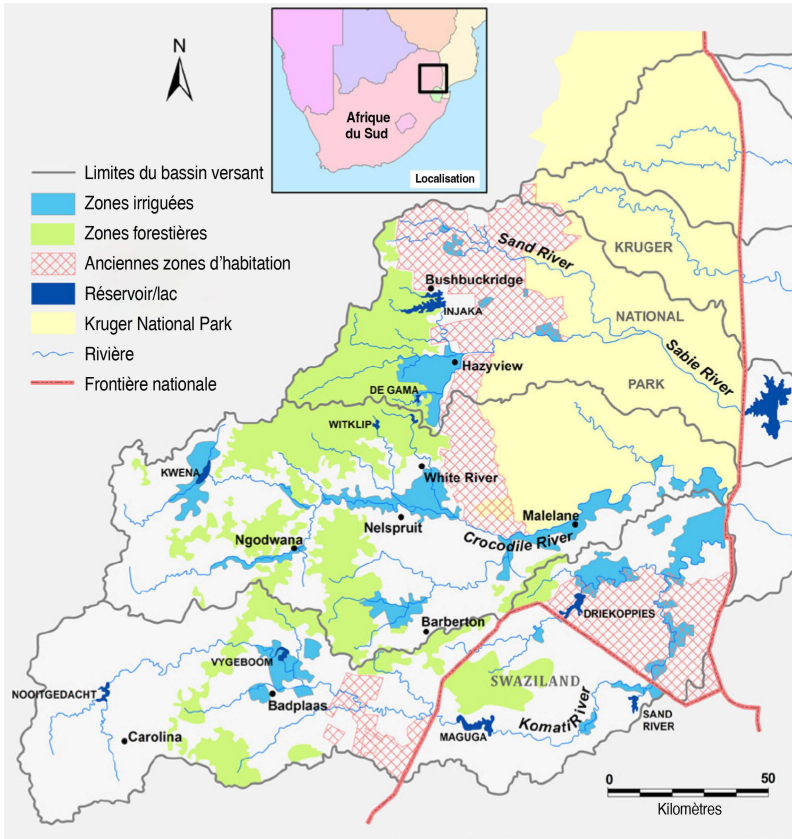 N
Afrique
du Sud
Localisation
Limites du bassin versant
Zones irriguées
Zones forestières
Anciennes zones d'habitation
Réservoir/lac
Kruger National Park
Rivière
Frontière nationale
Sand River
KRUGER
Bushbuckridge
INJAKA
NATIONAL
Sabie River
Hazyview
PARK
DE GAMA
WITKLIP
KWENA
White River
Malelane
Nelspruit
Crocodile River
Ngodwana
DRIEKOPPIES
Barberton
VYGEBOOM
SWAZILAND
NOOITGEDACHT
Badplaas
Komati River
SAND
RIVER
Carolina
MAGUGA
0 50
Kilomètres